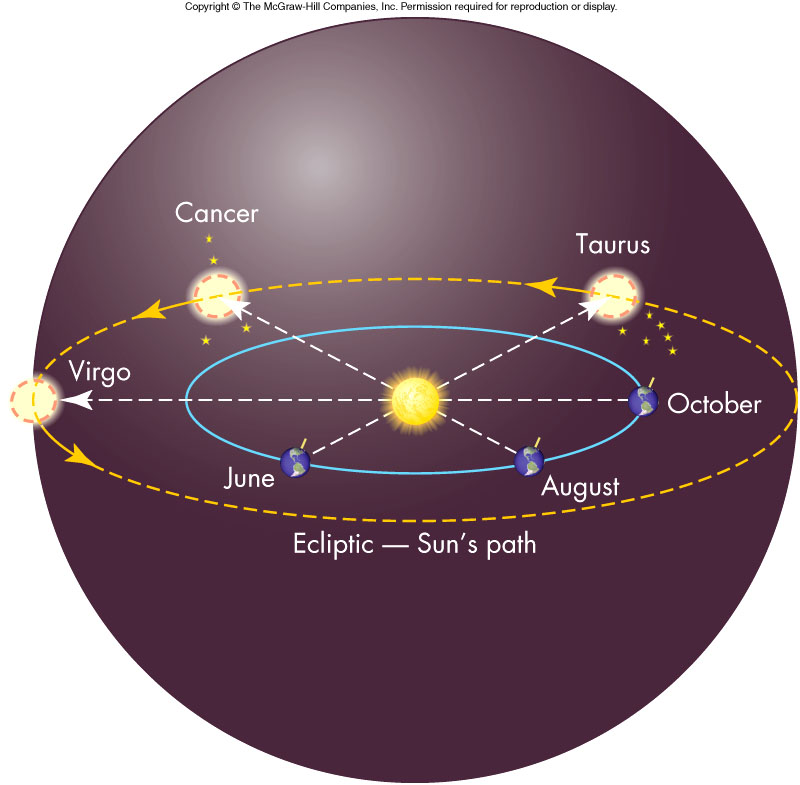 Copyright © The McGraw-Hill Companies, Inc. Permission required for reproduction or display.
Cancer
Taurus
Virgo
October
June
August
Ecliptic — Sun's path